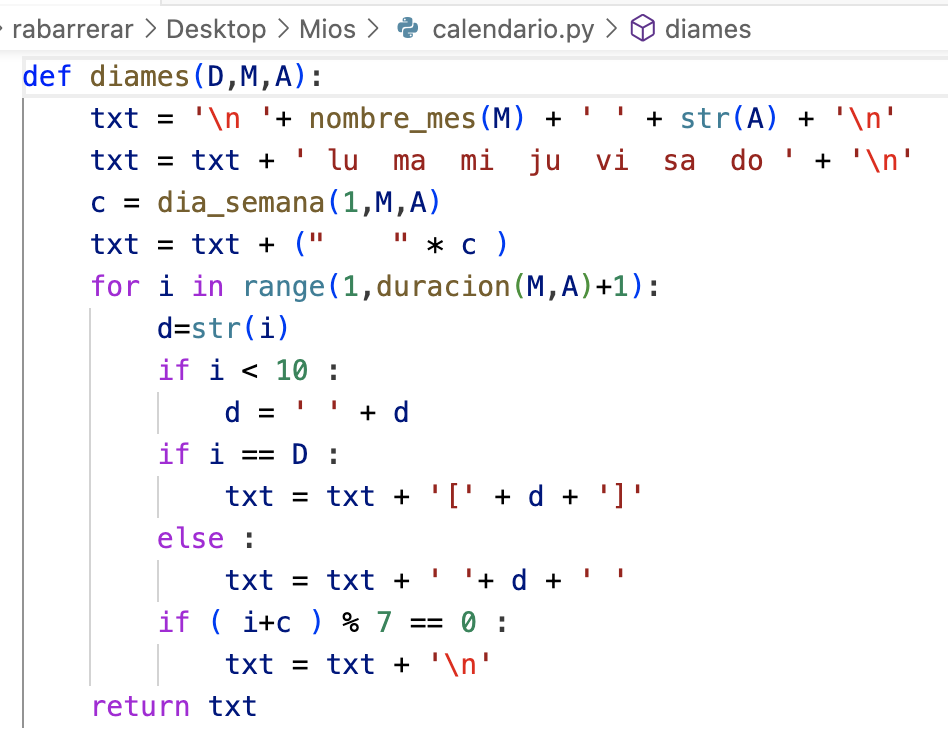 rabarrerar > Desktop > Mios > calendario.py > diames
def diames(D,M,A):
    txt = '\n '+ nombre_mes(M) + ' ' + str(A) + '\n'
    txt = txt + ' lu  ma  mi  ju  vi  sa  do ' + '\n'
    c = dia_semana(1,M,A)
    txt = txt + ("    " * c )
    for i in range(1,duracion(M,A)+1):
        d=str(i)
        if i < 10 :
            d = ' ' + d
        if i == D :
            txt = txt + '[' + d + ']'
        else :
            txt = txt + ' '+ d + ' '
        if ( i+c ) % 7 == 0 :
            txt = txt + '\n'
    return txt